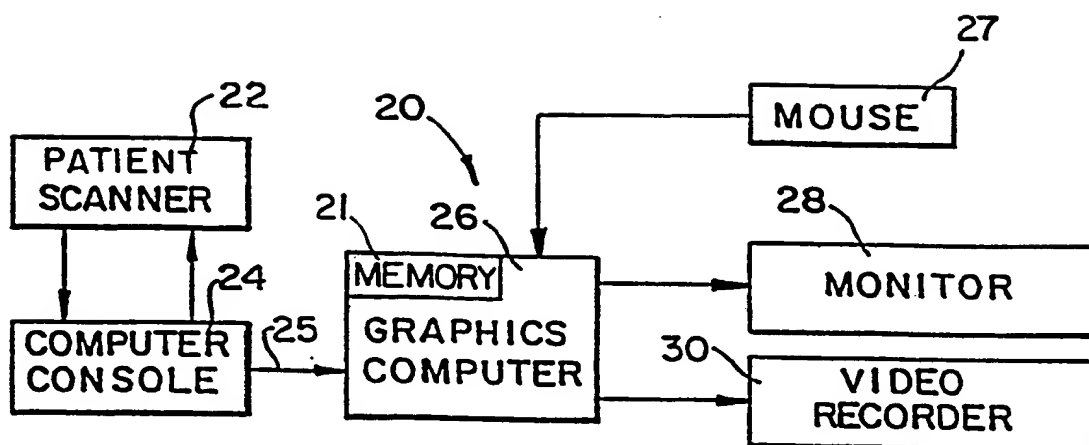 27
MOUSE
22
20
PATIENT
SCANNER
21
26
28
MEMORY
MONITOR
24
GRAPHICS
COMPUTER
COMPUTER
CONSOLE
25
30
VIDEO
RECORDER